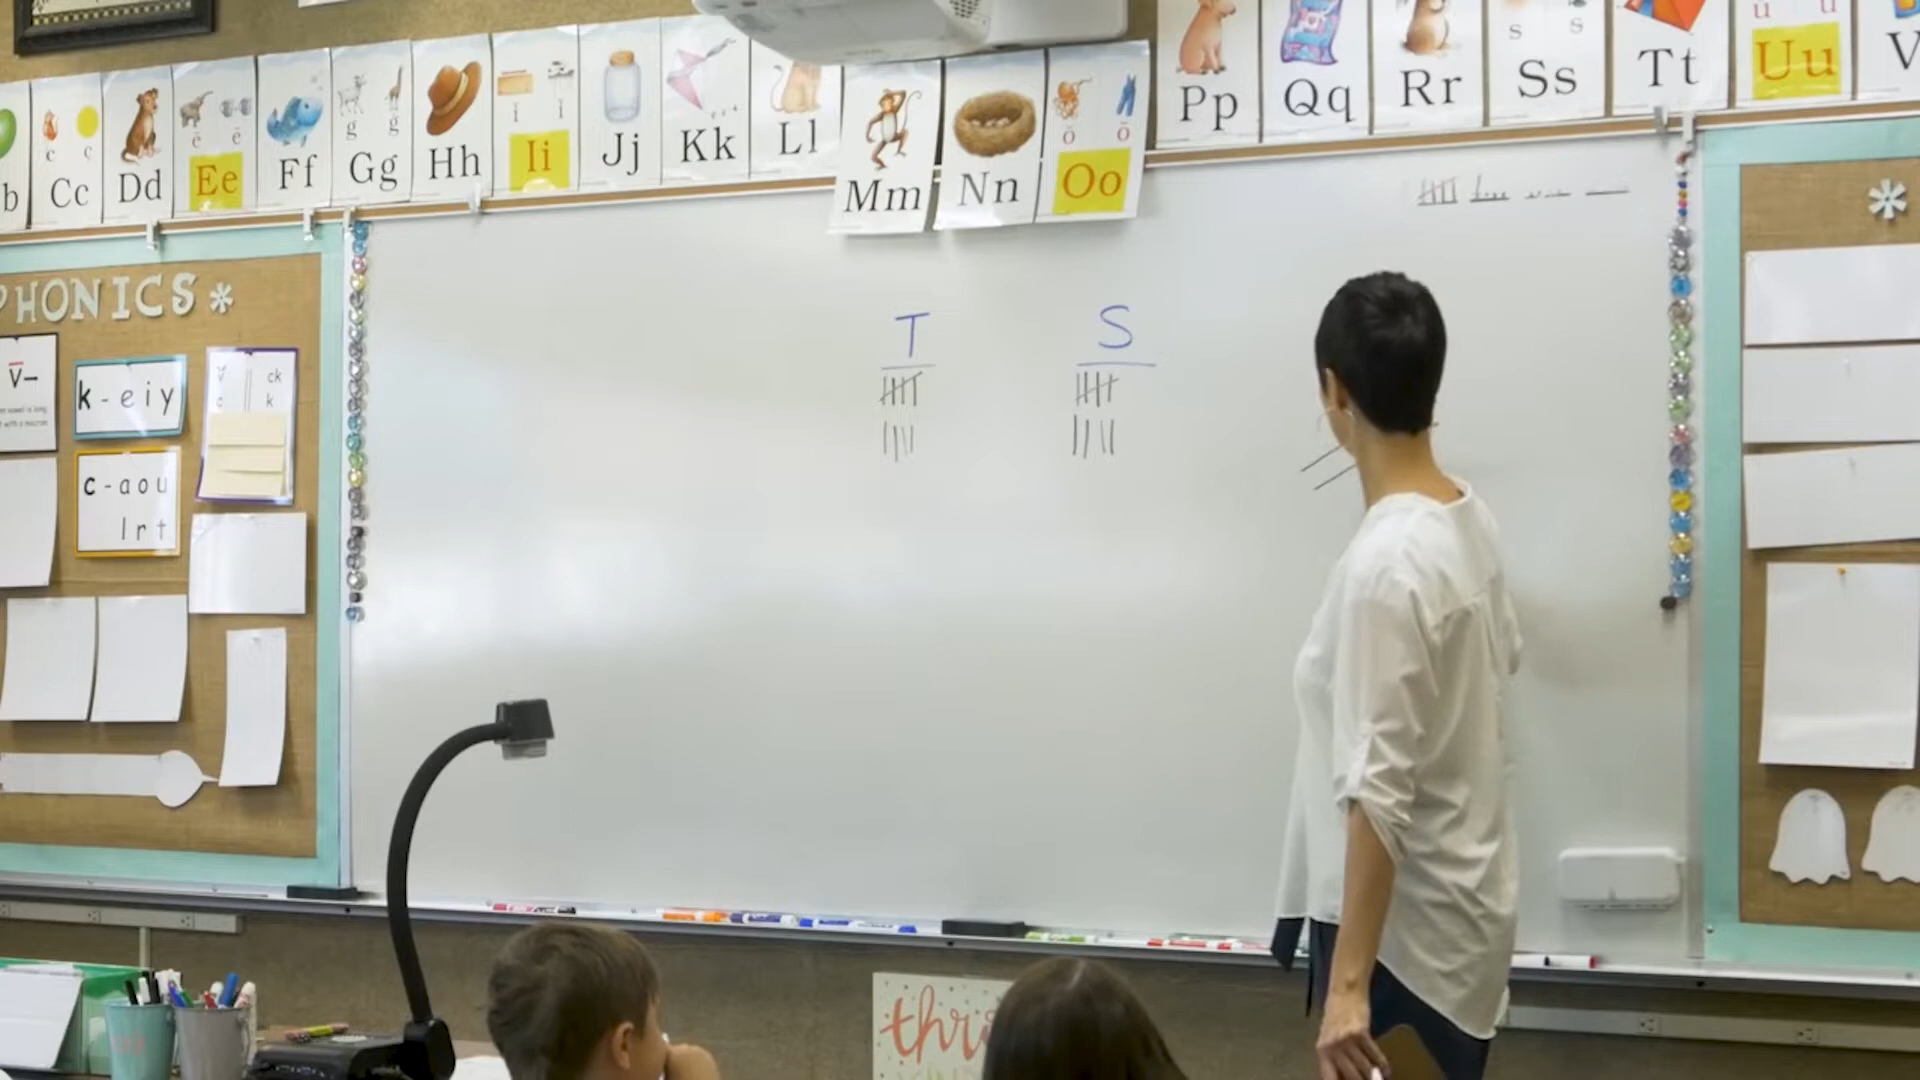 b Cc Dd Ee Ff Gg Hh Ii Jj Kk Ll Mm Nn Oo Pp Qq Rr Ss Tt Uu V
c ç ĕ ē g ğ ĭ ī ŏ ō s s ŭ ū
PHONICS*
*
T S
v̄-
k - e i y
ck
k
c - a o u
l r t
thri